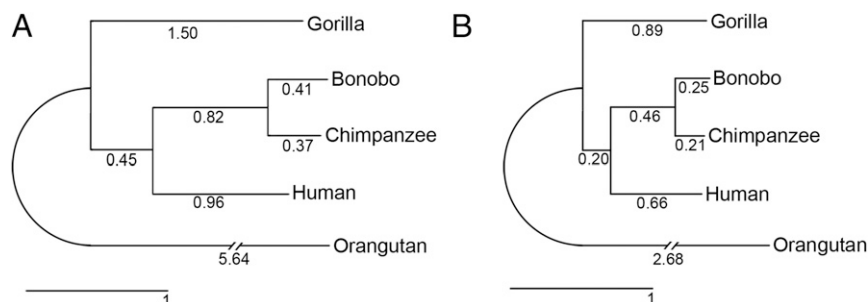 A
Gorilla
1.50
Bonobo
0.41
0.82
Chimpanzee
0.37
0.45
Human
0.96
Orangutan
5.64
1
B
Gorilla
0.89
Bonobo
0.25
0.46
Chimpanzee
0.21
0.20
Human
0.66
Orangutan
2.68
1